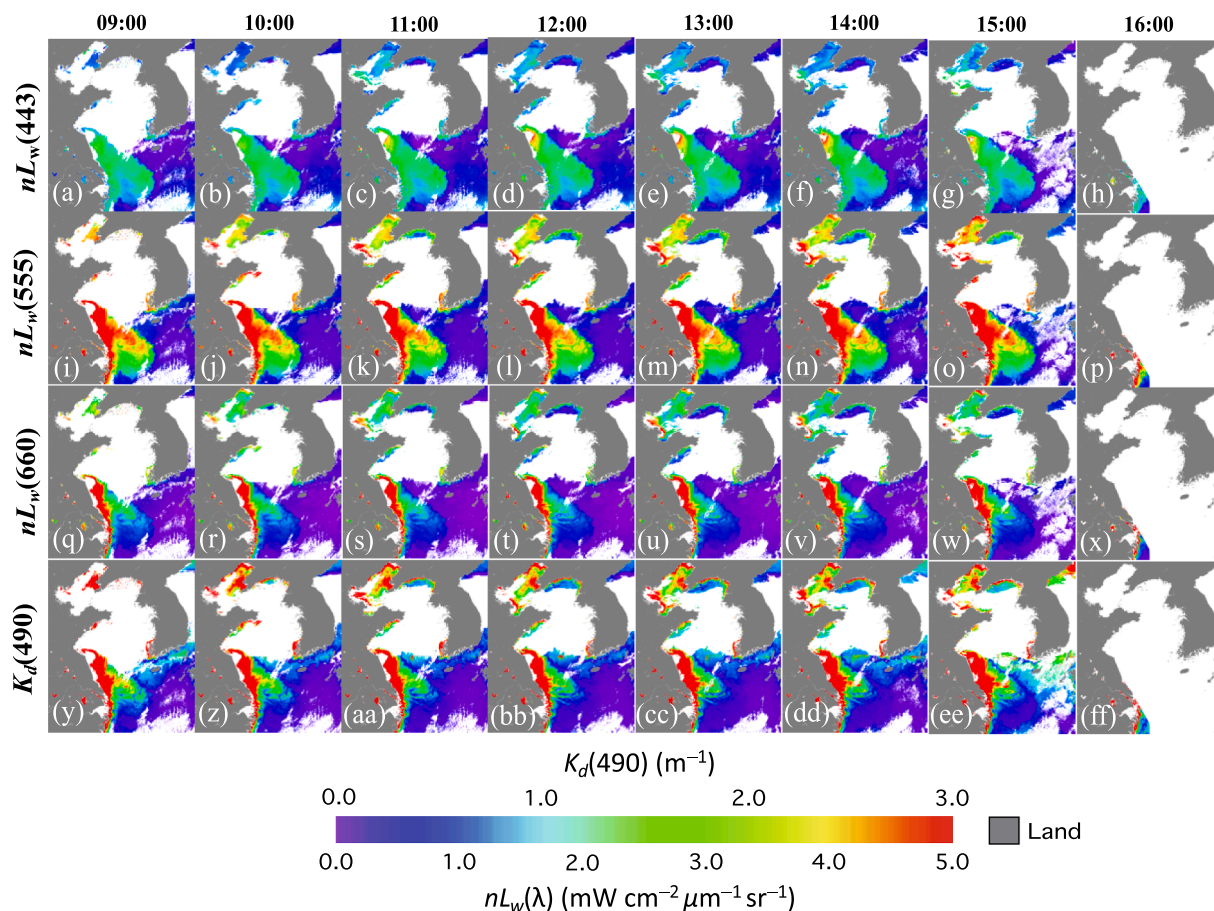 09:00 10:00 11:00 12:00 13:00 14:00 15:00 16:00
nLw(443)
(a) (b) (c) (d) (e) (f) (g) (h)
nLw(555)
(i) (j) (k) (l) (m) (n) (o) (p)
nLw(660)
(q) (r) (s) (t) (u) (v) (w) (x)
Kd(490)
(y) (z) (aa) (bb) (cc) (dd) (ee) (ff)
Kd(490) (m⁻¹)
0.0 1.0 2.0 3.0
Land
0.0 1.0 2.0 3.0 4.0 5.0
nLw(λ) (mW cm⁻² μm⁻¹ sr⁻¹)